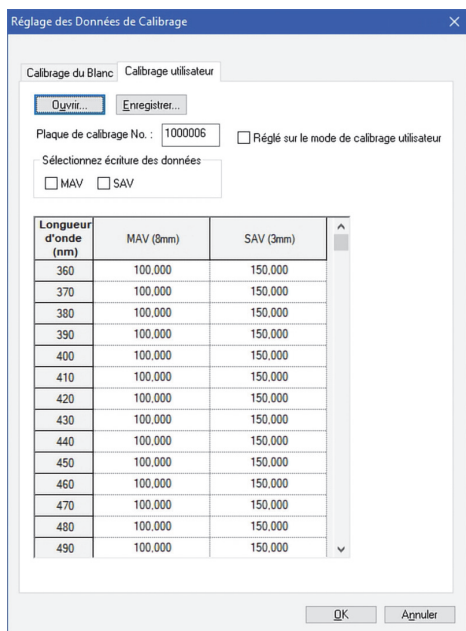 Réglage des Données de Calibrage
Calibrage du Blanc Calibrage utilisateur
Ouvrir... Enregistrer...
Plaque de calibrage No. : 1000006
Réglé sur le mode de calibrage utilisateur
Sélectionnez écriture des données
MAV SAV
Longueur d'onde (nm) MAV (8mm) SAV (3mm)
360 100,000 150,000
370 100,000 150,000
380 100,000 150,000
390 100,000 150,000
400 100,000 150,000
410 100,000 150,000
420 100,000 150,000
430 100,000 150,000
440 100,000 150,000
450 100,000 150,000
460 100,000 150,000
470 100,000 150,000
480 100,000 150,000
490 100,000 150,000
OK Annuler